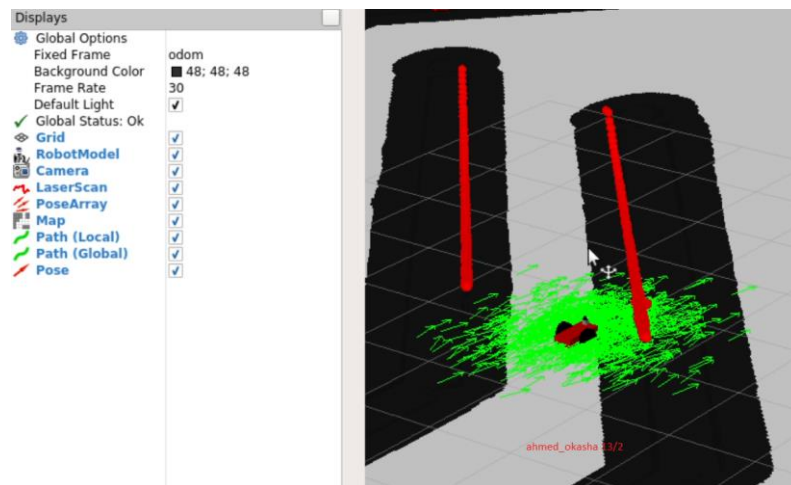 Displays
Global Options
Fixed Frame odom
Background Color 48; 48; 48
Frame Rate 30
Default Light
Global Status: Ok
Grid
RobotModel
Camera
LaserScan
PoseArray
Map
Path (Local)
Path (Global)
Pose
ahmed_okasha 13/2